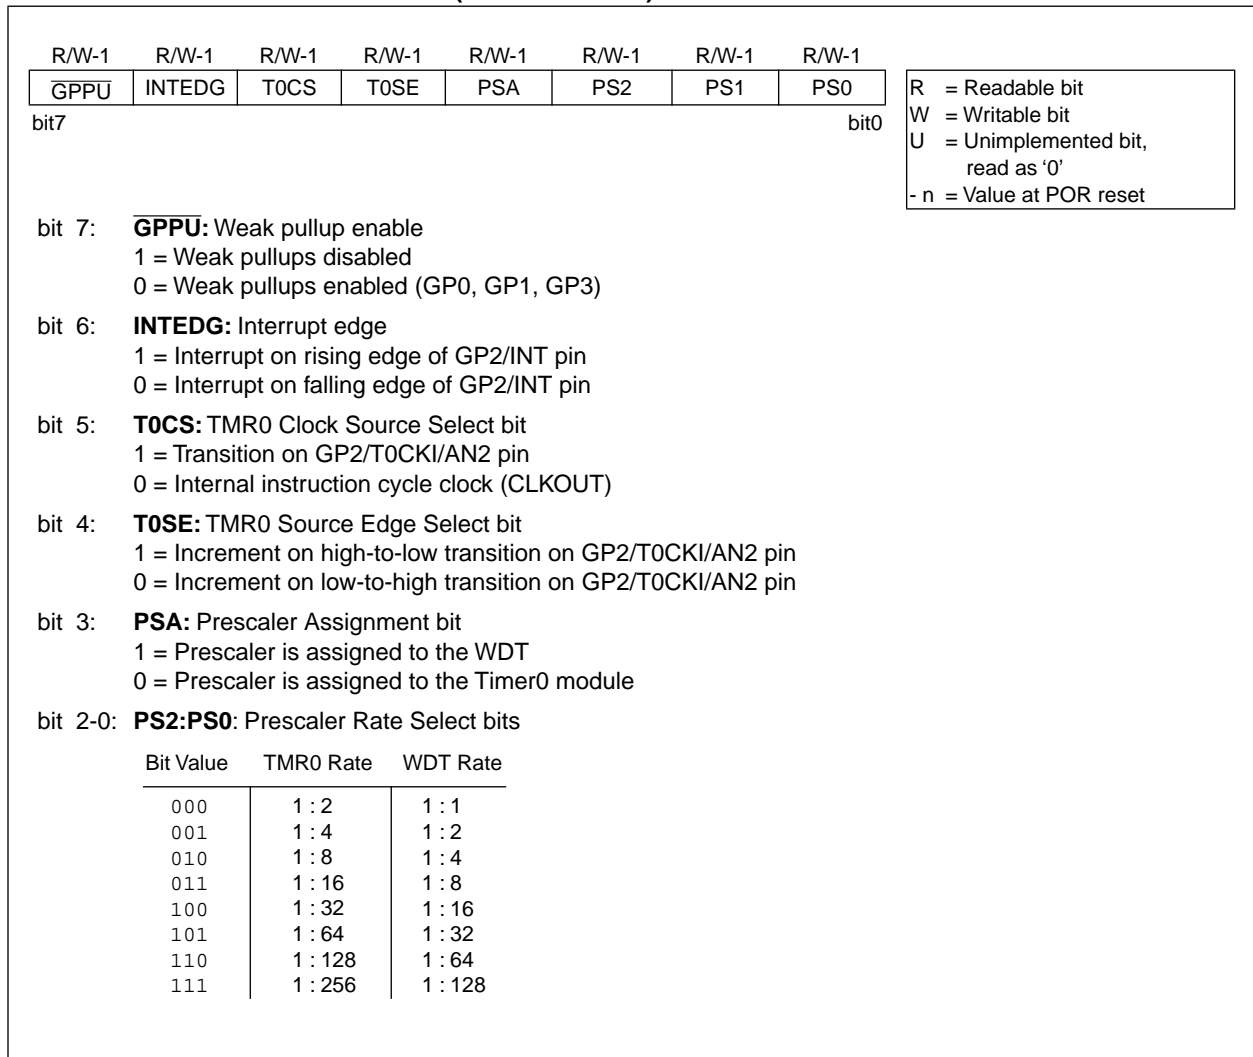 R/W-1 R/W-1 R/W-1 R/W-1 R/W-1 R/W-1 R/W-1 R/W-1
GPPU INTEDG T0CS T0SE PSA PS2 PS1 PS0
bit7 bit0
R = Readable bit
W = Writable bit
U = Unimplemented bit,
read as ‘0’
- n = Value at POR reset
bit 7: GPPU: Weak pullup enable
1 = Weak pullups disabled
0 = Weak pullups enabled (GP0, GP1, GP3)
bit 6: INTEDG: Interrupt edge
1 = Interrupt on rising edge of GP2/INT pin
0 = Interrupt on falling edge of GP2/INT pin
bit 5: T0CS: TMR0 Clock Source Select bit
1 = Transition on GP2/T0CKI/AN2 pin
0 = Internal instruction cycle clock (CLKOUT)
bit 4: T0SE: TMR0 Source Edge Select bit
1 = Increment on high-to-low transition on GP2/T0CKI/AN2 pin
0 = Increment on low-to-high transition on GP2/T0CKI/AN2 pin
bit 3: PSA: Prescaler Assignment bit
1 = Prescaler is assigned to the WDT
0 = Prescaler is assigned to the Timer0 module
bit 2-0: PS2:PS0: Prescaler Rate Select bits
Bit Value TMR0 Rate WDT Rate
000 1 : 2 1 : 1
001 1 : 4 1 : 2
010 1 : 8 1 : 4
011 1 : 16 1 : 8
100 1 : 32 1 : 16
101 1 : 64 1 : 32
110 1 : 128 1 : 64
111 1 : 256 1 : 128